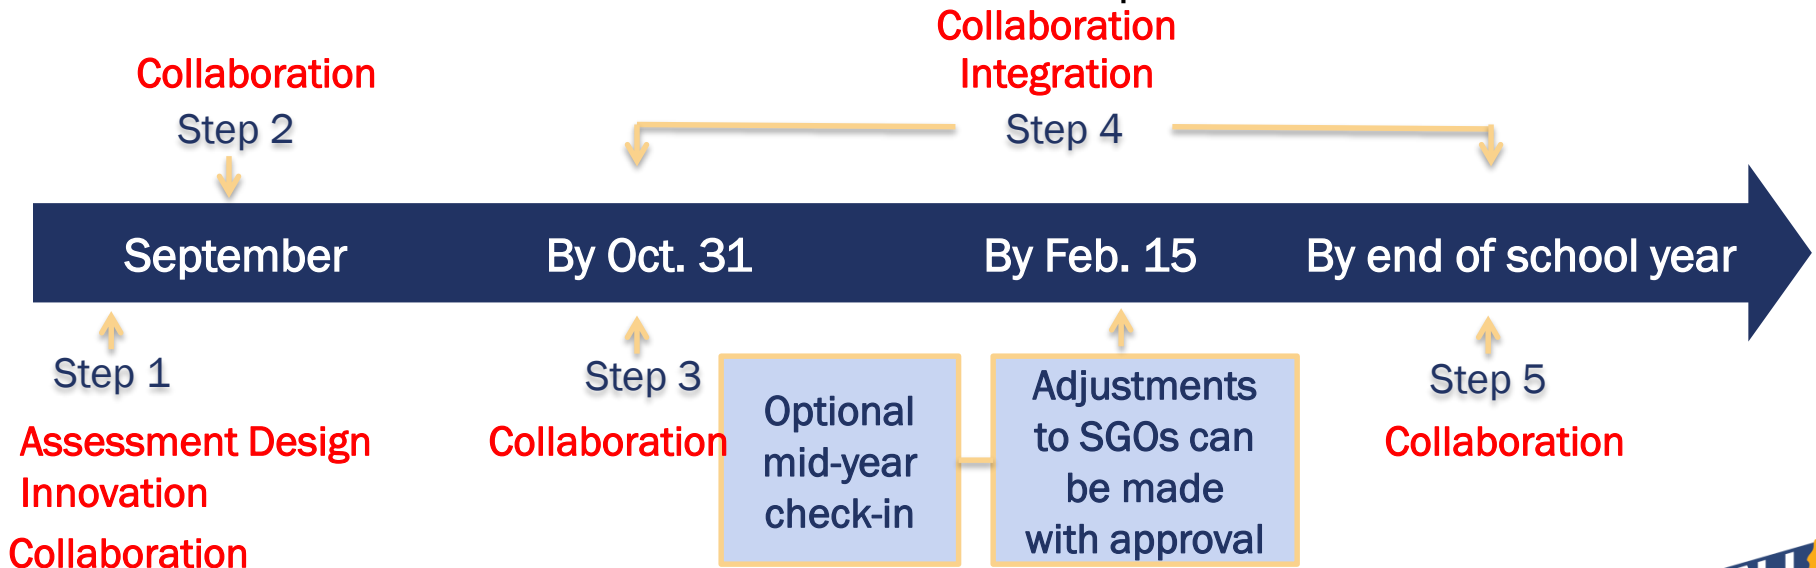 Collaboration
Integration
Step 4
Collaboration
Step 2
September
By Oct. 31
By Feb. 15
By end of school year
Step 1
Assessment Design
Innovation
Collaboration
Step 3
Collaboration
Optional
mid-year
check-in
Adjustments
to SGOs can
be made
with approval
Step 5
Collaboration